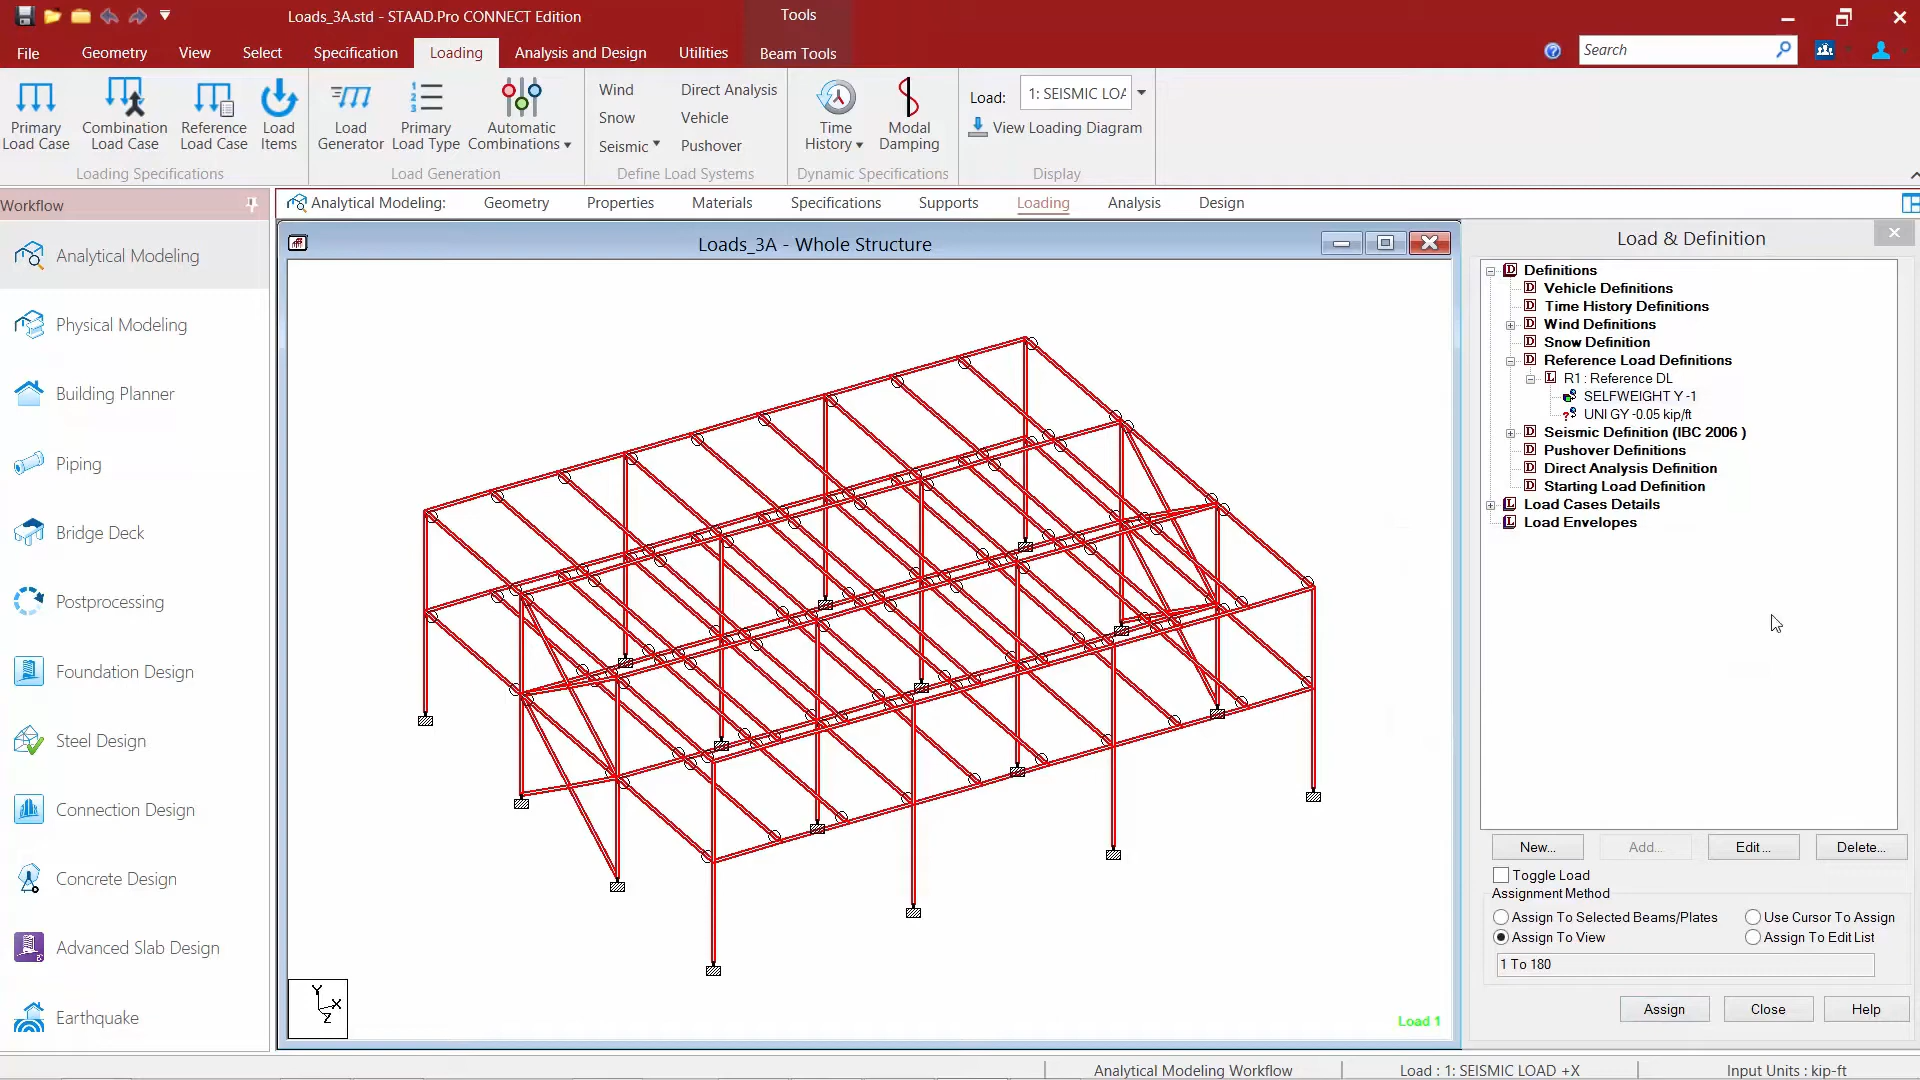 Loads_3A.std - STAAD.Pro CONNECT Edition
Tools
File
Geometry
View
Select
Specification
Loading
Analysis and Design
Utilities
Beam Tools
Search
Primary
Load Case
Combination
Load Case
Reference
Load Case
Load
Items
Loading Specifications
Load
Generator
Primary
Load Type
Automatic
Combinations
Load Generation
Wind
Snow
Seismic
Direct Analysis
Vehicle
Pushover
Define Load Systems
Time
History
Modal
Damping
Dynamic Specifications
Load:
1: SEISMIC LOA
View Loading Diagram
Display
Workflow
Analytical Modeling
Physical Modeling
Building Planner
Piping
Bridge Deck
Postprocessing
Foundation Design
Steel Design
Connection Design
Concrete Design
Advanced Slab Design
Earthquake
Analytical Modeling:
Geometry
Properties
Materials
Specifications
Supports
Loading
Analysis
Design
Loads_3A - Whole Structure
Y
X
Z
Load 1
Load & Definition
Definitions
Vehicle Definitions
Time History Definitions
Wind Definitions
Snow Definition
Reference Load Definitions
R1 : Reference DL
SELFWEIGHT Y -1
UNI GY -0.05 kip/ft
Seismic Definition (IBC 2006 )
Pushover Definitions
Direct Analysis Definition
Starting Load Definition
Load Cases Details
Load Envelopes
New...
Add...
Edit ...
Delete...
Toggle Load
Assignment Method
Assign To Selected Beams/Plates
Use Cursor To Assign
Assign To View
Assign To Edit List
1 To 180
Assign
Close
Help
Analytical Modeling Workflow
Load : 1: SEISMIC LOAD +X
Input Units : kip-ft